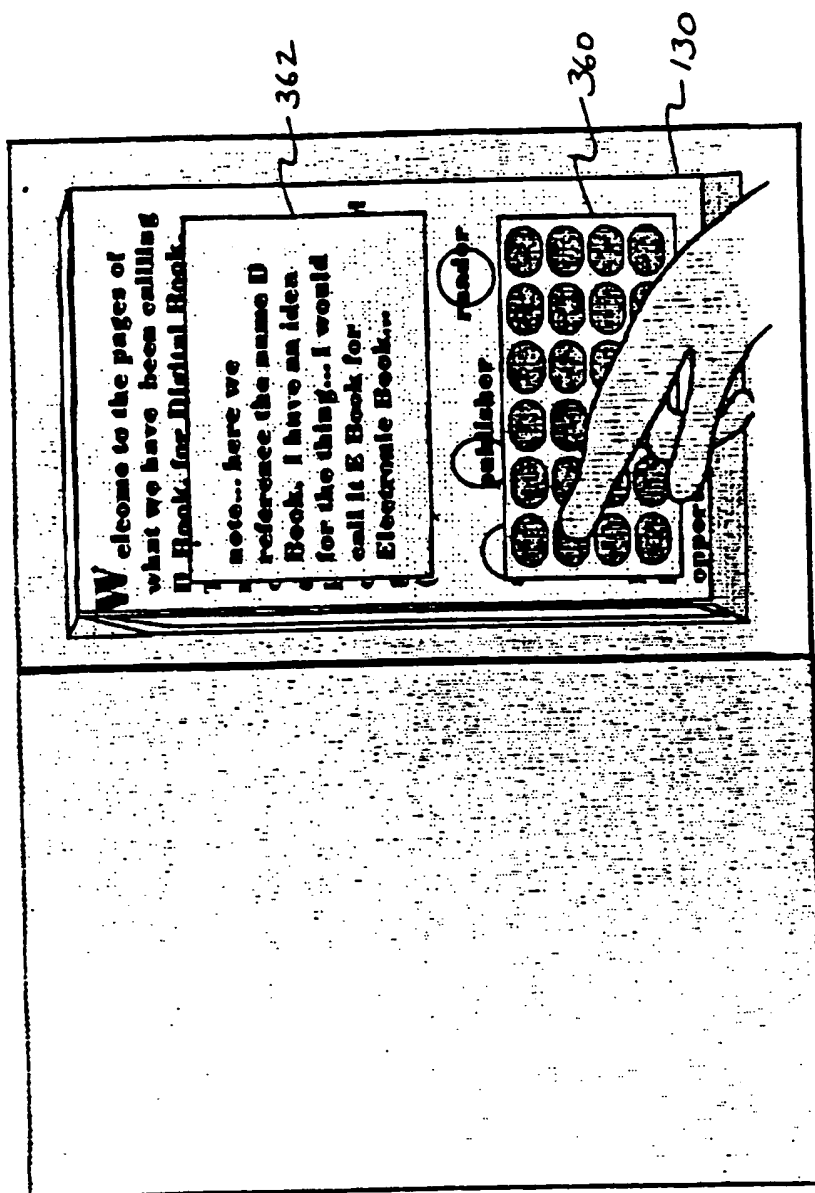 Welcome to the pages of
what we have been callling
D Book, for Digital Book.
note... here we
reference the name D
Book. I have an idea
for the thing... I would
call it E Book for
Electronic Book...
publisher
reader
oppor
362
360
130